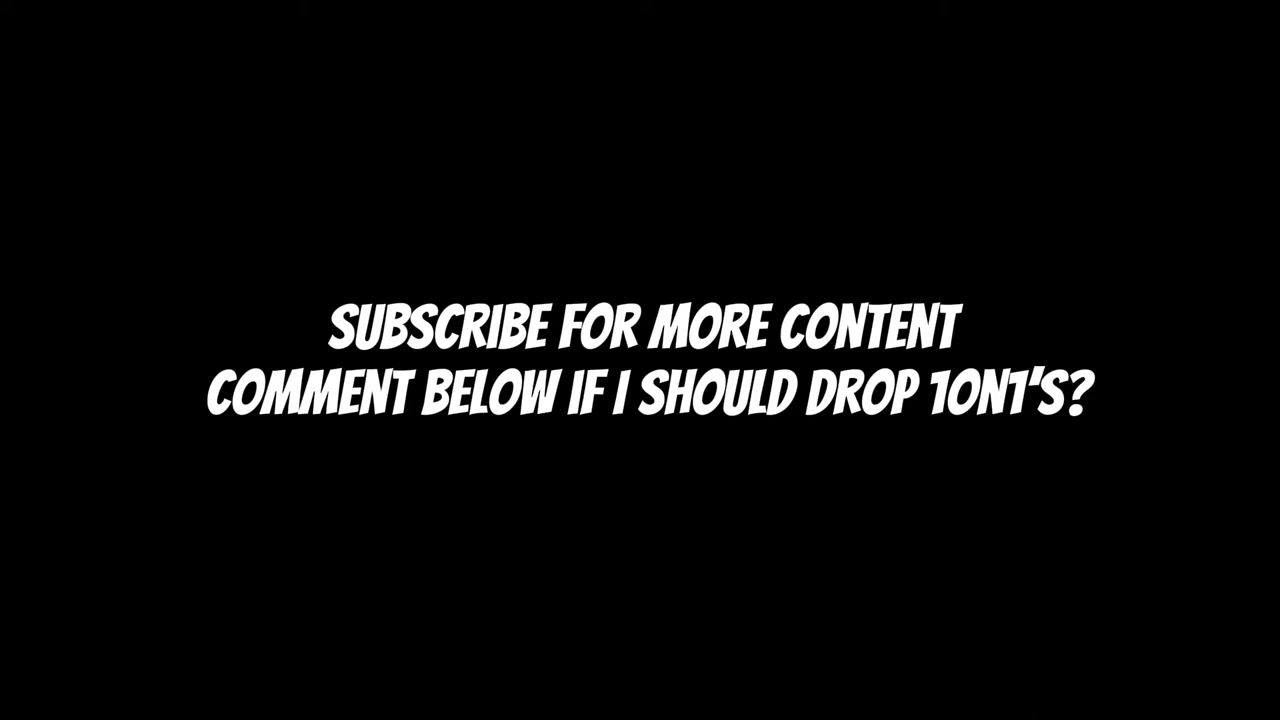 SUBSCRIBE FOR MORE CONTENT
COMMENT BELOW IF I SHOULD DROP 1ON1'S?